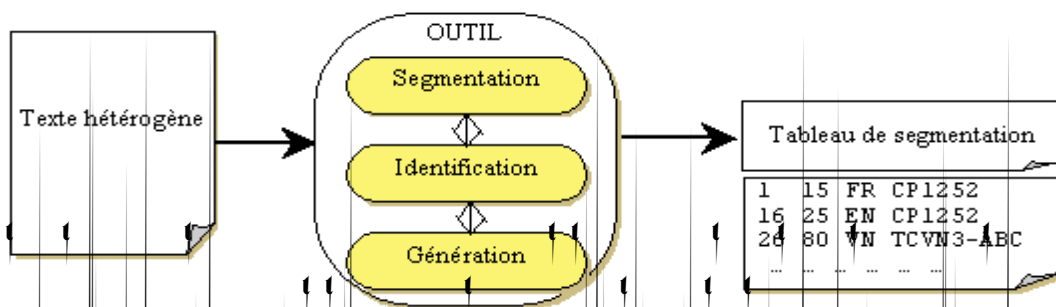 OUTIL
Segmentation
Texte hétérogène
Identification
Génération
Tableau de segmentation
1 15 FR CP1252
16 25 EN CP1252
26 80 VN TCVN3-ABC
… … … … … …